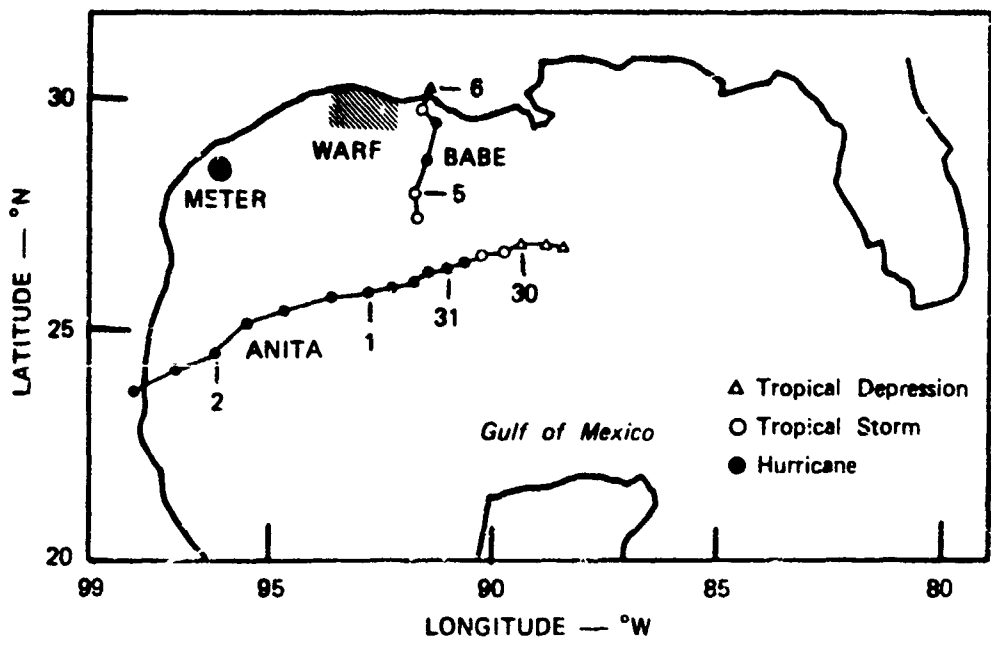 30
6
WARF
BABE
METER
5
30
31
25
1
ANITA
2
△ Tropical Depression
○ Tropical Storm
● Hurricane
Gulf of Mexico
20
99
95
90
85
80
LATITUDE — °N
LONGITUDE — °W